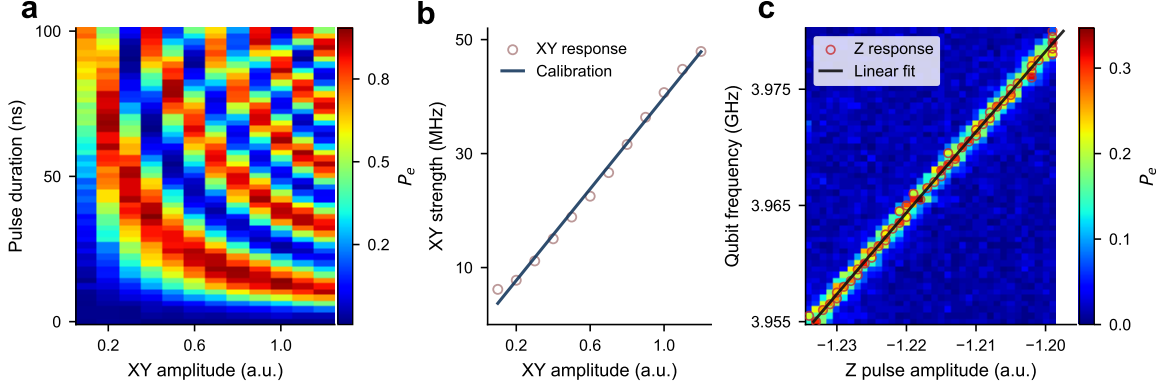 a
100
50
0
Pulse duration (ns)
0.2
0.6
1.0
XY amplitude (a.u.)
0.8
0.5
0.2
Pe
b
50
30
10
XY strength (MHz)
XY response
Calibration
0.2
0.6
1.0
XY amplitude (a.u.)
c
3.975
3.965
3.955
Qubit frequency (GHz)
Z response
Linear fit
−1.23
−1.22
−1.21
−1.20
Z pulse amplitude (a.u.)
0.3
0.2
0.1
0.0
Pe